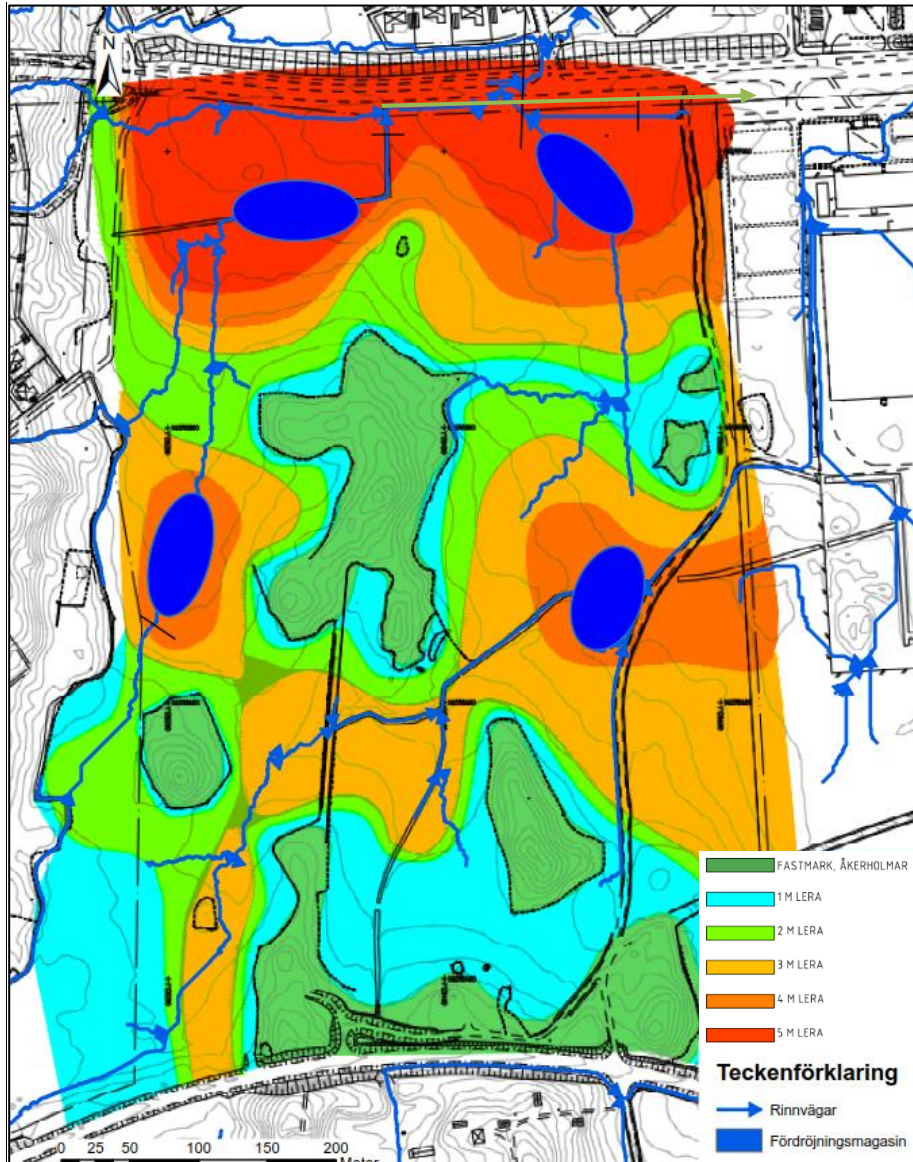 N
FASTMARK, ÅKERHOLMAR
1 M LERA
2 M LERA
3 M LERA
4 M LERA
5 M LERA
Teckenförklaring
Rinnvägar
Fördröjningsmagasin
0 25 50 100 150 200
Meter